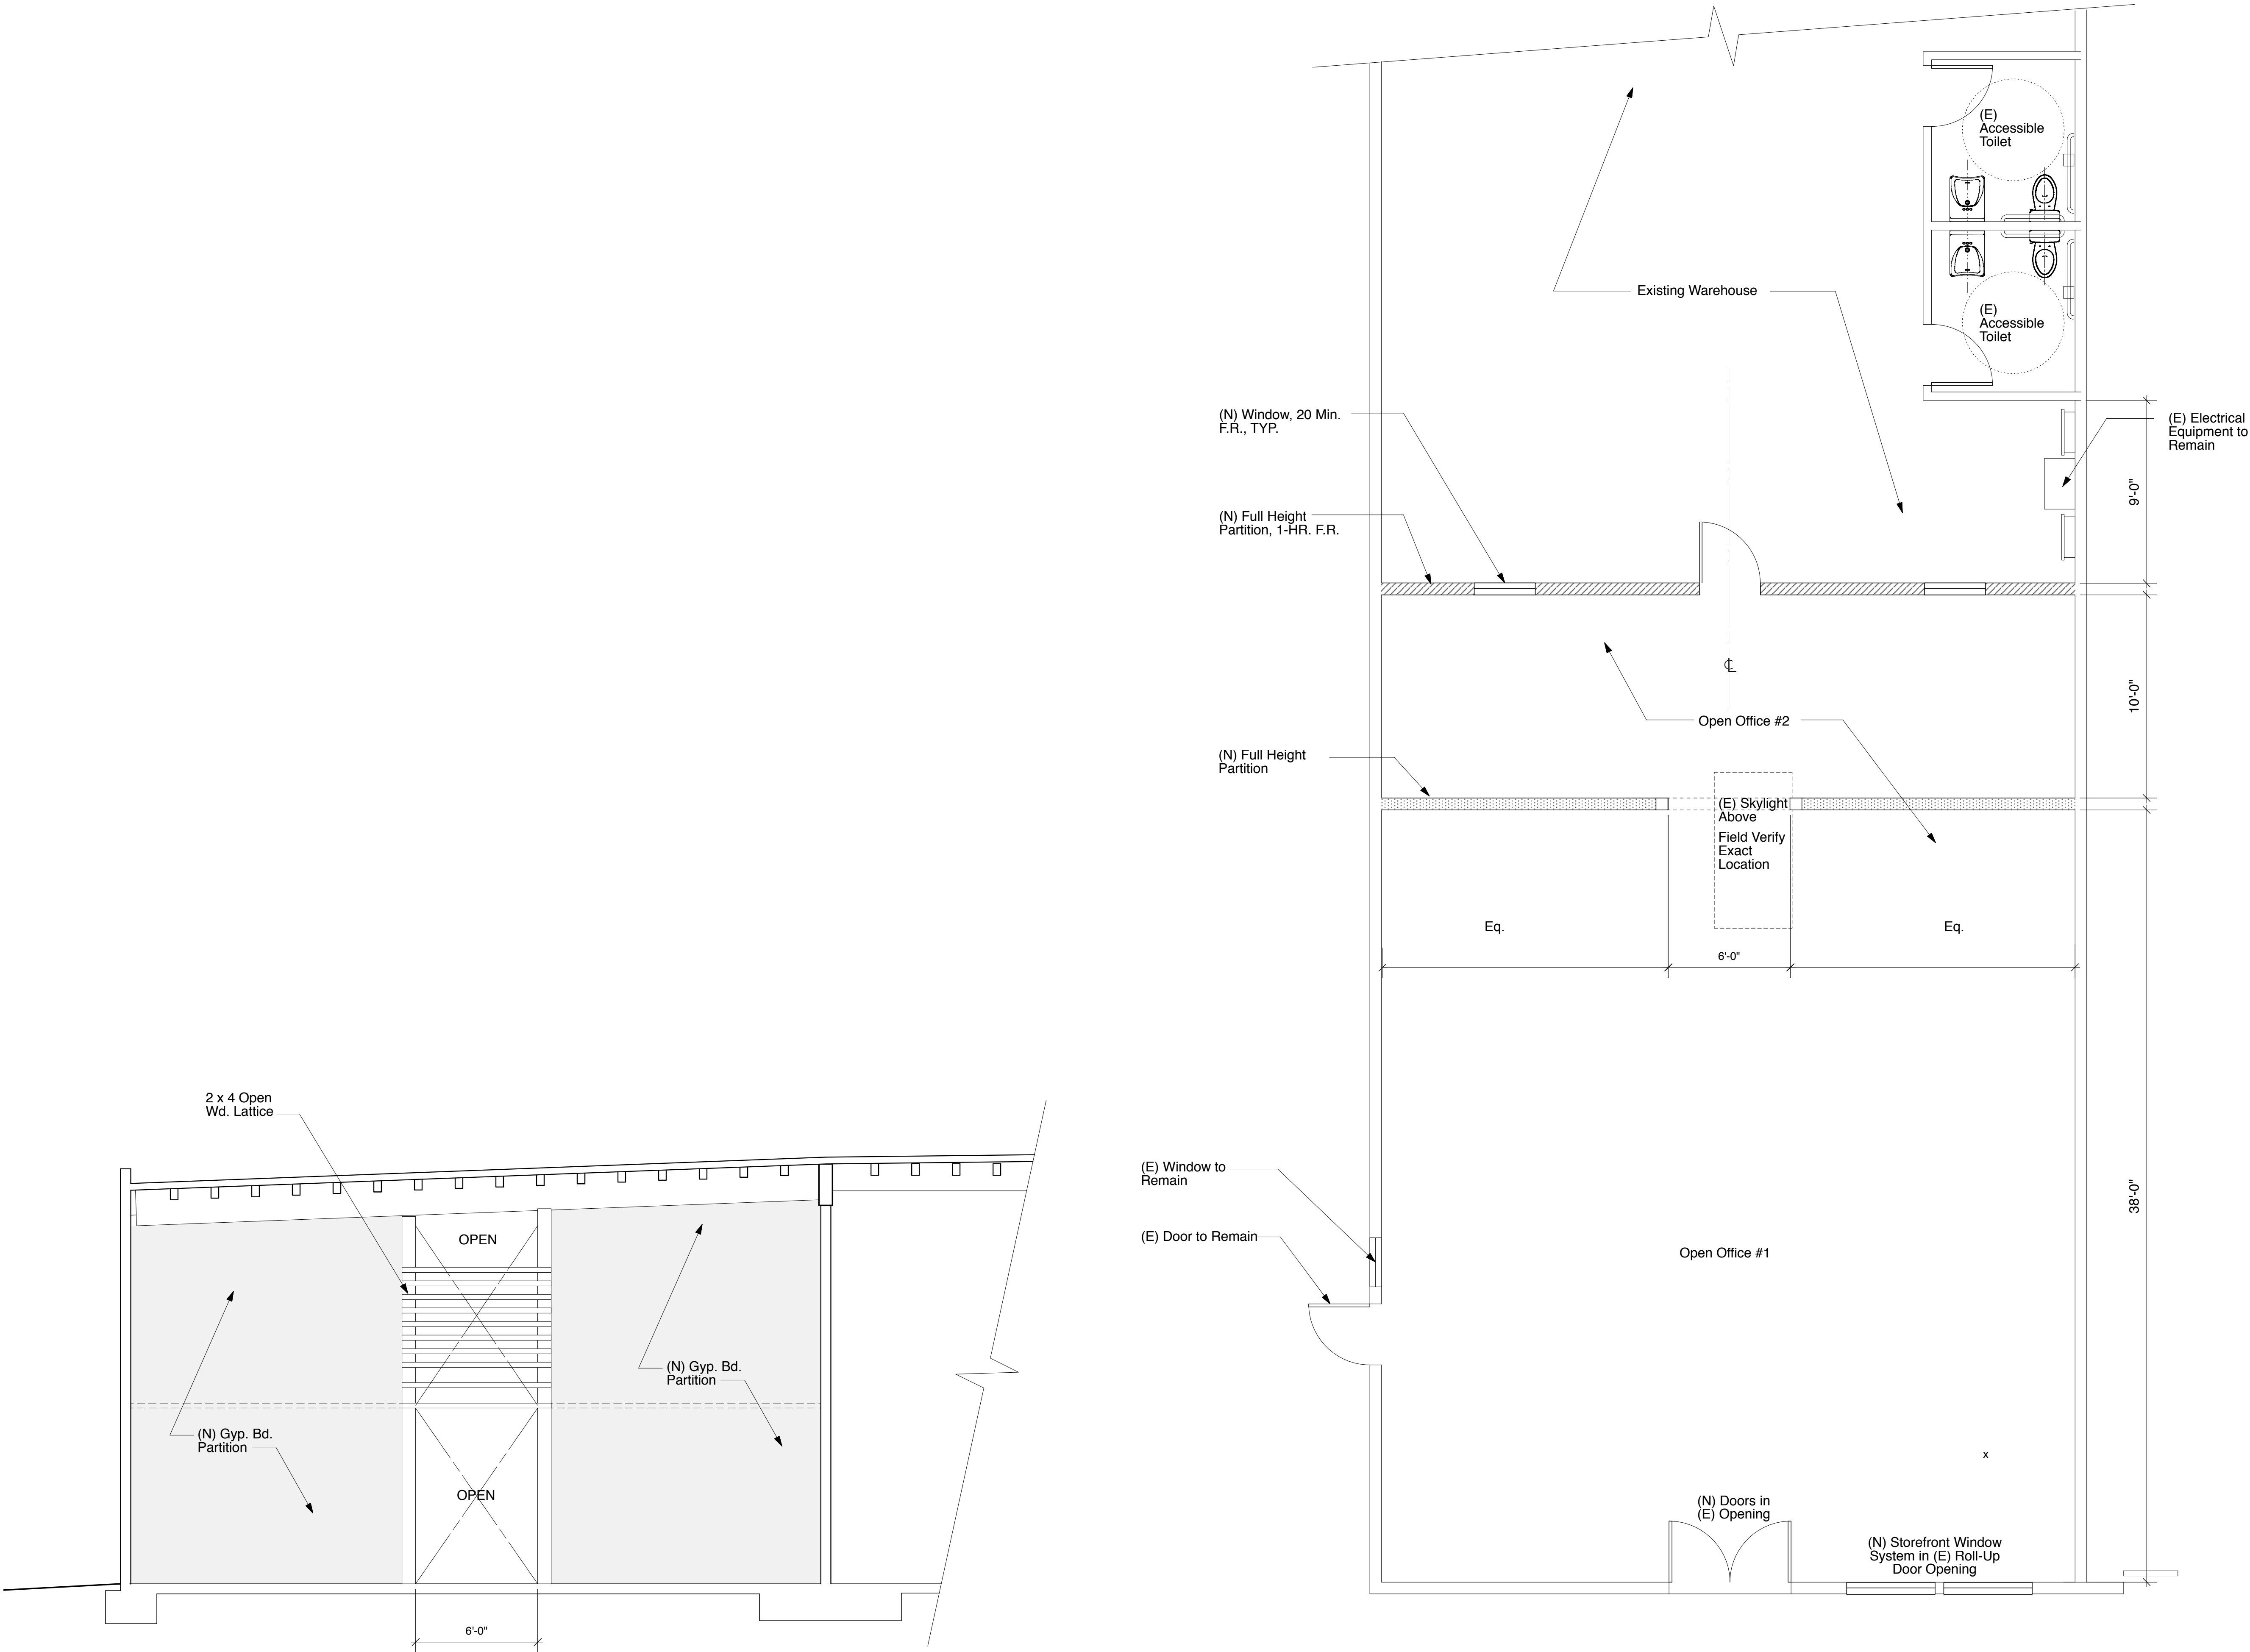 (E)
Accessible
Toilet
Existing Warehouse
(E)
Accessible
Toilet
(N) Window, 20 Min.
F.R., TYP.
(E) Electrical
Equipment to
Remain
9'-0"
(N) Full Height
Partition, 1-HR. F.R.
CL
10'-0"
Open Office #2
(N) Full Height
Partition
(E) Skylight
Above
Field Verify
Exact
Location
Eq.
Eq.
6'-0"
2 x 4 Open
Wd. Lattice
(E) Window to
Remain
38'-0"
OPEN
(E) Door to Remain
Open Office #1
(N) Gyp. Bd.
Partition
(N) Gyp. Bd.
Partition
x
OPEN
(N) Doors in
(E) Opening
(N) Storefront Window
System in (E) Roll-Up
Door Opening
6'-0"